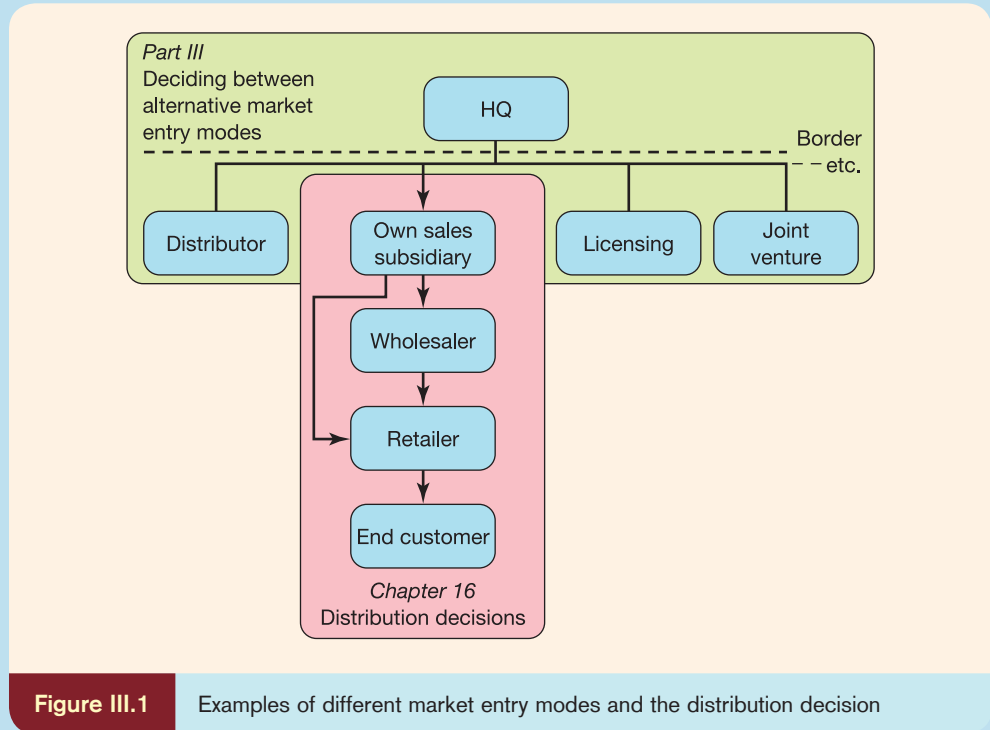 Part III
Deciding between
alternative market
entry modes
HQ
Border
etc.
Distributor
Own sales
subsidiary
Licensing
Joint
venture
Wholesaler
Retailer
End customer
Chapter 16
Distribution decisions
Figure III.1 Examples of different market entry modes and the distribution decision